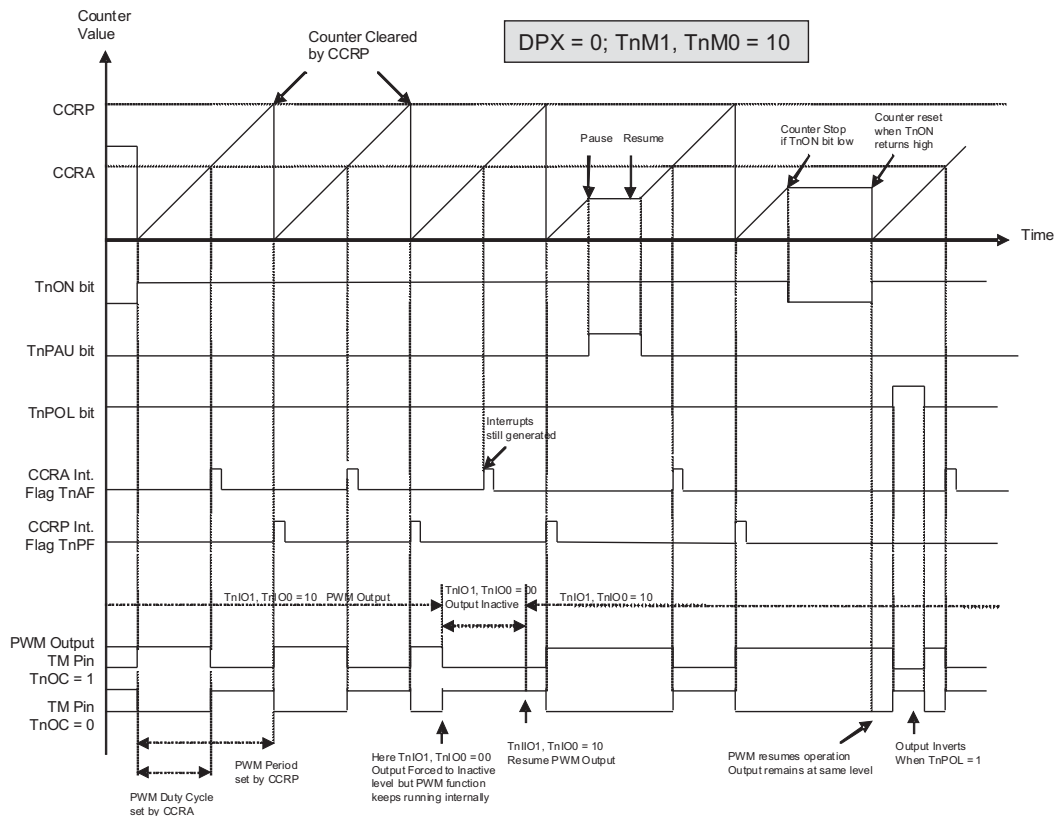 Counter
Value
DPX = 0; TnM1, TnM0 = 10
Counter Cleared
by CCRP
CCRP
Pause
Resume
Counter Stop
if TnON bit low
Counter reset
when TnON
returns high
CCRA
Time
TnON bit
TnPAU bit
TnPOL bit
Interrupts
still generated
CCRA Int.
Flag TnAF
CCRP Int.
Flag TnPF
TnIO1, TnIO0 = 10 PWM Output
TnIO1, TnIO0 = 00
Output Inactive
TnIO1, TnIO0 = 10
PWM Output
TM Pin
TnOC = 1
TM Pin
TnOC = 0
PWM Period
set by CCRP
PWM Duty Cycle
set by CCRA
Here TnIO1, TnIO0 = 00
Output Forced to Inactive
level but PWM function
keeps running internally
TnIIO1, TnIO0 = 10
Resume PWM Output
PWM resumes operation
Output remains at same level
Output Inverts
When TnPOL = 1